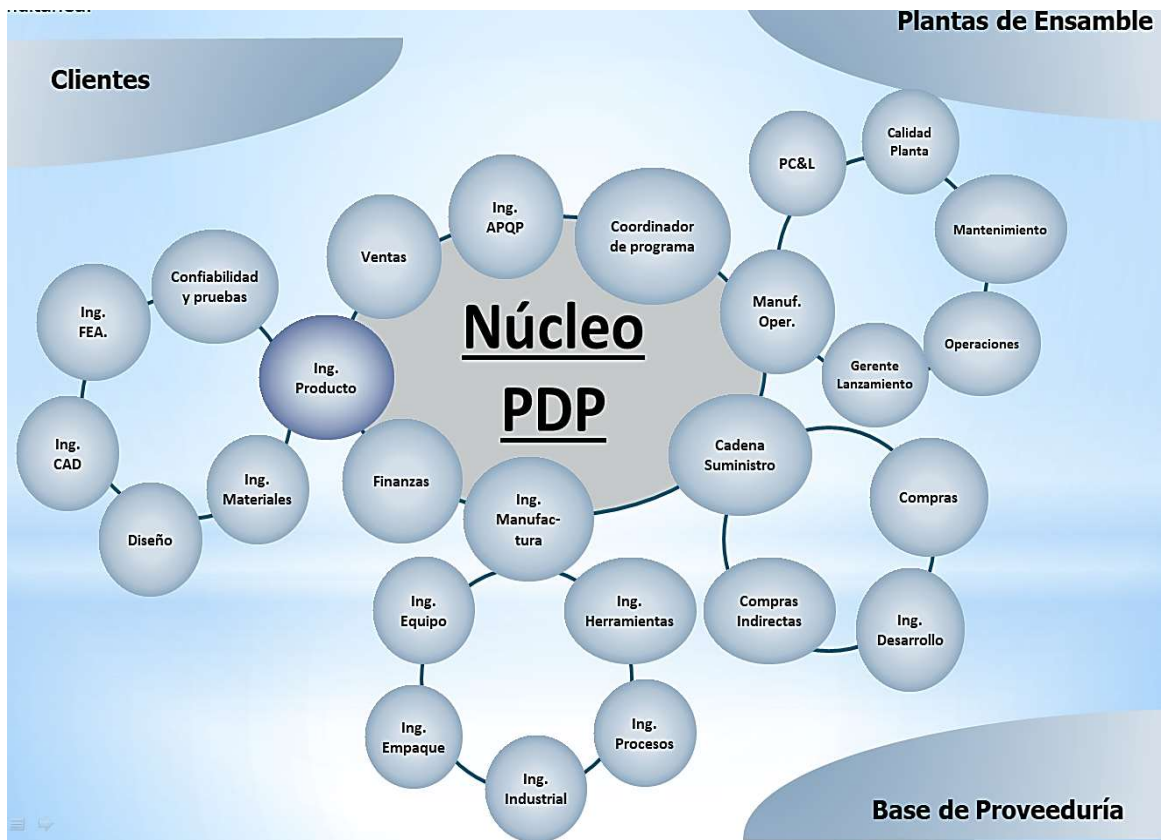 Plantas de Ensamble
Clientes
Calidad
Planta
PC&L
Ing.
APQP
Coordinador
de programa
Mantenimiento
Ventas
Confiabilidad
y pruebas
Ing.
FEA.
Manuf.
Oper.
Núcleo
PDP
Operaciones
Gerente
Lanzamiento
Ing.
Producto
Ing.
CAD
Ing.
Materiales
Finanzas
Cadena
Suministro
Compras
Ing.
Manufac-
tura
Diseño
Ing.
Equipo
Ing.
Herramientas
Compras
Indirectas
Ing.
Desarrollo
Ing.
Empaque
Ing.
Procesos
Ing.
Industrial
Base de Proveeduría